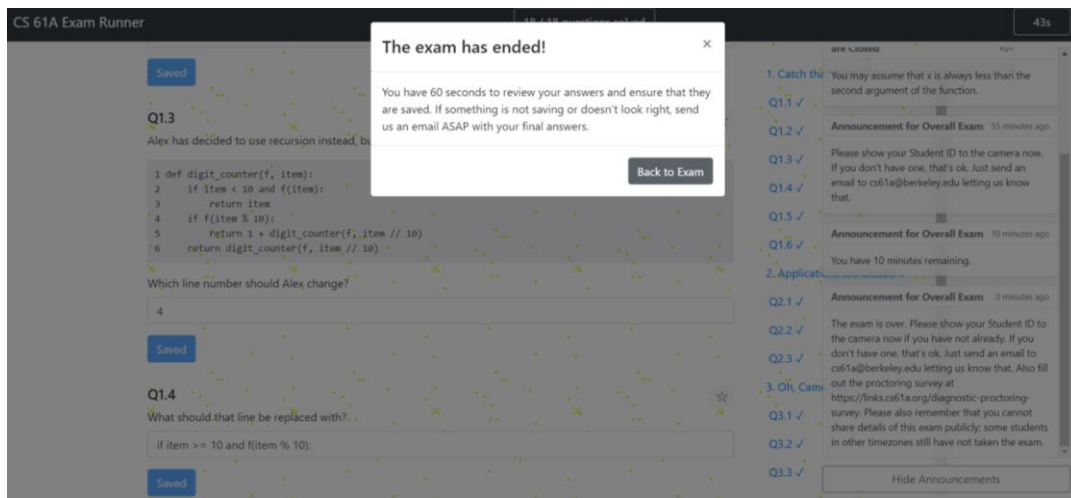 CS 61A Exam Runner
18 / 18 questions solved
43s
The exam has ended!
×
You have 60 seconds to review your answers and ensure that they
are saved. If something is not saving or doesn't look right, send
us an email ASAP with your final answers.
Back to Exam
Saved
Q1.3
Alex has decided to use recursion instead, bu
1 def digit_counter(f, item):
2 if item < 10 and f(item):
3 return item
4 if f(item % 10):
5 return 1 + digit_counter(f, item // 10)
6 return digit_counter(f, item // 10)
Which line number should Alex change?
4
Saved
Q1.4
☆
What should that line be replaced with?
if item >= 10 and f(item % 10):
Saved
1. Catch th
Q1.1 ✓
Q1.2 ✓
Q1.3 ✓
Q1.4 ✓
Q1.5 ✓
Q1.6 ✓
2. Applicati
Q2.1 ✓
Q2.2 ✓
Q2.3 ✓
3. Oh, Came
Q3.1 ✓
Q3.2 ✓
Q3.3 ✓
are Closed
You may assume that x is always less than the
second argument of the function.
Announcement for Overall Exam 55 minutes ago
Please show your Student ID to the camera now.
If you don't have one, that's ok. Just send an
email to cs61a@berkeley.edu letting us know
that.
Announcement for Overall Exam 10 minutes ago
You have 10 minutes remaining.
Announcement for Overall Exam 0 minutes ago
The exam is over. Please show your Student ID to
the camera now if you have not already. If you
don't have one, that's ok. Just send an email to
cs61a@berkeley.edu letting us know that. Also fill
out the proctoring survey at
https://links.cs61a.org/diagnostic-proctoring-
survey. Please also remember that you cannot
share details of this exam publicly; some students
in other timezones still have not taken the exam.
Hide Announcements